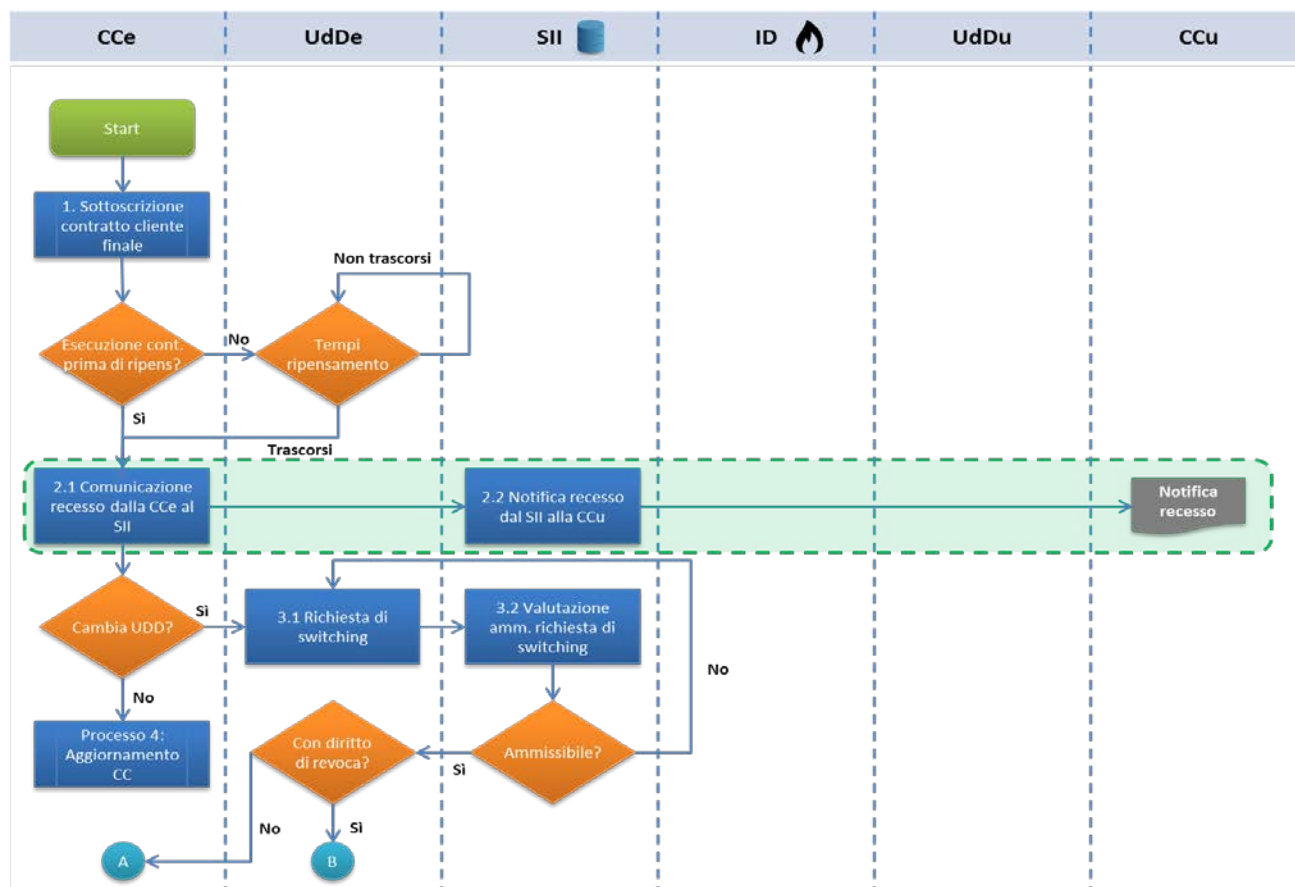 CCe
UdDe
SII
ID
UdDu
CCu
Start
1. Sottoscrizione
contratto cliente
finale
Non trascorsi
Esecuzione cont.
prima di ripens?
No
Tempi
ripensamento
Sì
Trascorsi
2.1 Comunicazione
recesso dalla CCe al
SII
2.2 Notifica recesso
dal SII alla CCu
Notifica
recesso
Cambia UDD?
Sì
3.1 Richiesta di
switching
3.2 Valutazione
amm. richiesta di
switching
No
No
Processo 4:
Aggiornamento
CC
Con diritto
di revoca?
Sì
Ammissibile?
No
Sì
A
B